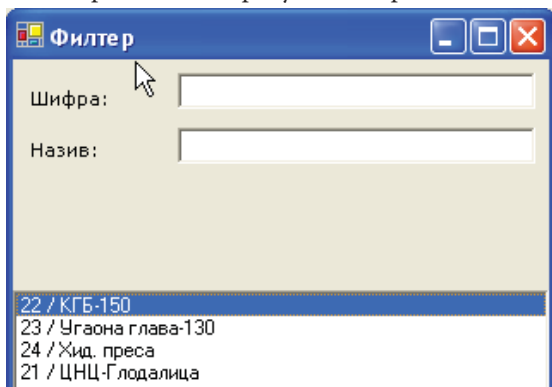 Филтер
Шифра:
Назив:
22 / КГБ-150
23 / Угаона глава-130
24 / Хид. преса
21 / ЦНЦ-Глодалица